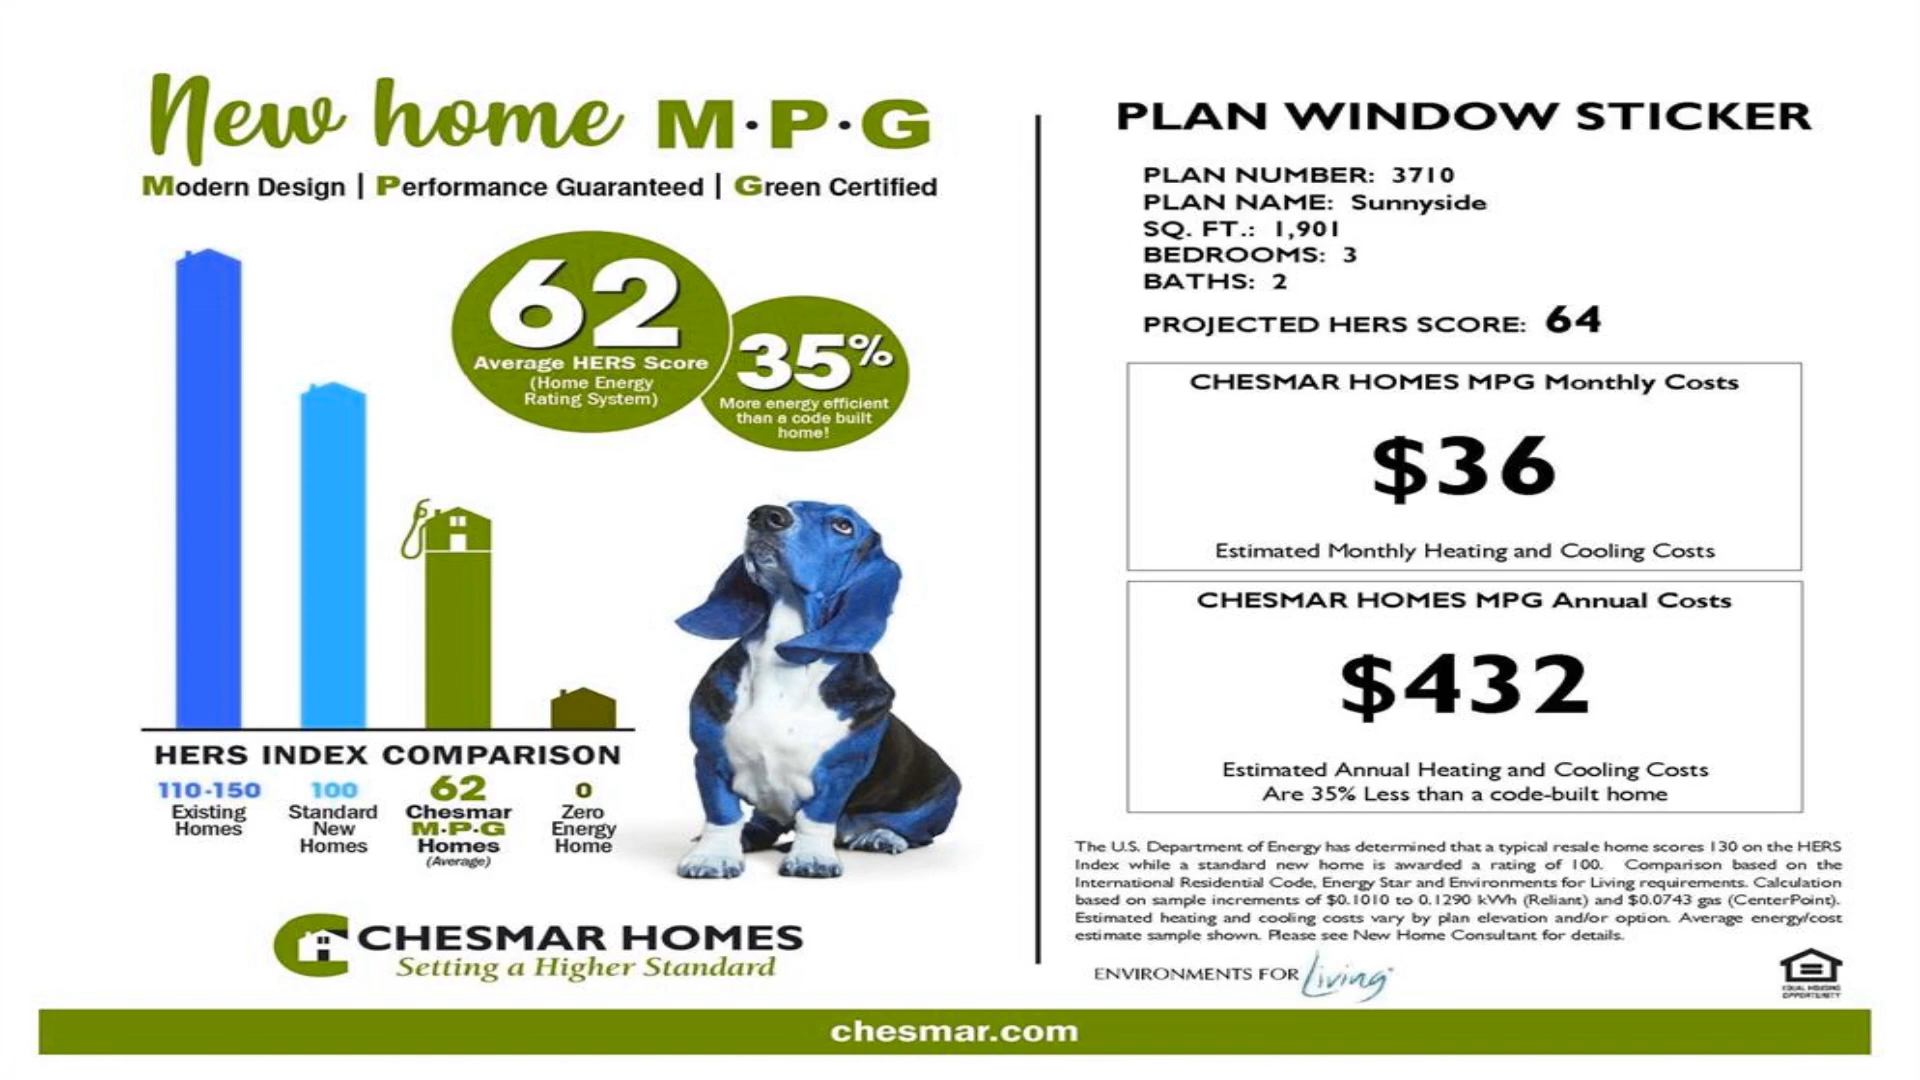 New home M·P·G
Modern Design | Performance Guaranteed | Green Certified
62
Average HERS Score
(Home Energy
Rating System)
35%
More energy efficient
than a code built
home!
HERS INDEX COMPARISON
110-150
Existing
Homes
100
Standard
New
Homes
62
Chesmar
M·P·G
Homes
(Average)
0
Zero
Energy
Home
CHESMAR HOMES
Setting a Higher Standard
PLAN WINDOW STICKER
PLAN NUMBER: 3710
PLAN NAME: Sunnyside
SQ. FT.: 1,901
BEDROOMS: 3
BATHS: 2
PROJECTED HERS SCORE: 64
CHESMAR HOMES MPG Monthly Costs
$36
Estimated Monthly Heating and Cooling Costs
CHESMAR HOMES MPG Annual Costs
$432
Estimated Annual Heating and Cooling Costs
Are 35% Less than a code-built home
The U.S. Department of Energy has determined that a typical resale home scores 130 on the HERS
Index while a standard new home is awarded a rating of 100. Comparison based on the
International Residential Code, Energy Star and Environments for Living requirements. Calculation
based on sample increments of $0.1010 to 0.1290 kWh (Reliant) and $0.0743 gas (CenterPoint).
Estimated heating and cooling costs vary by plan elevation and/or option. Average energy/cost
estimate sample shown. Please see New Home Consultant for details.
ENVIRONMENTS FOR Living
EQUAL HOUSING
OPPORTUNITY
chesmar.com